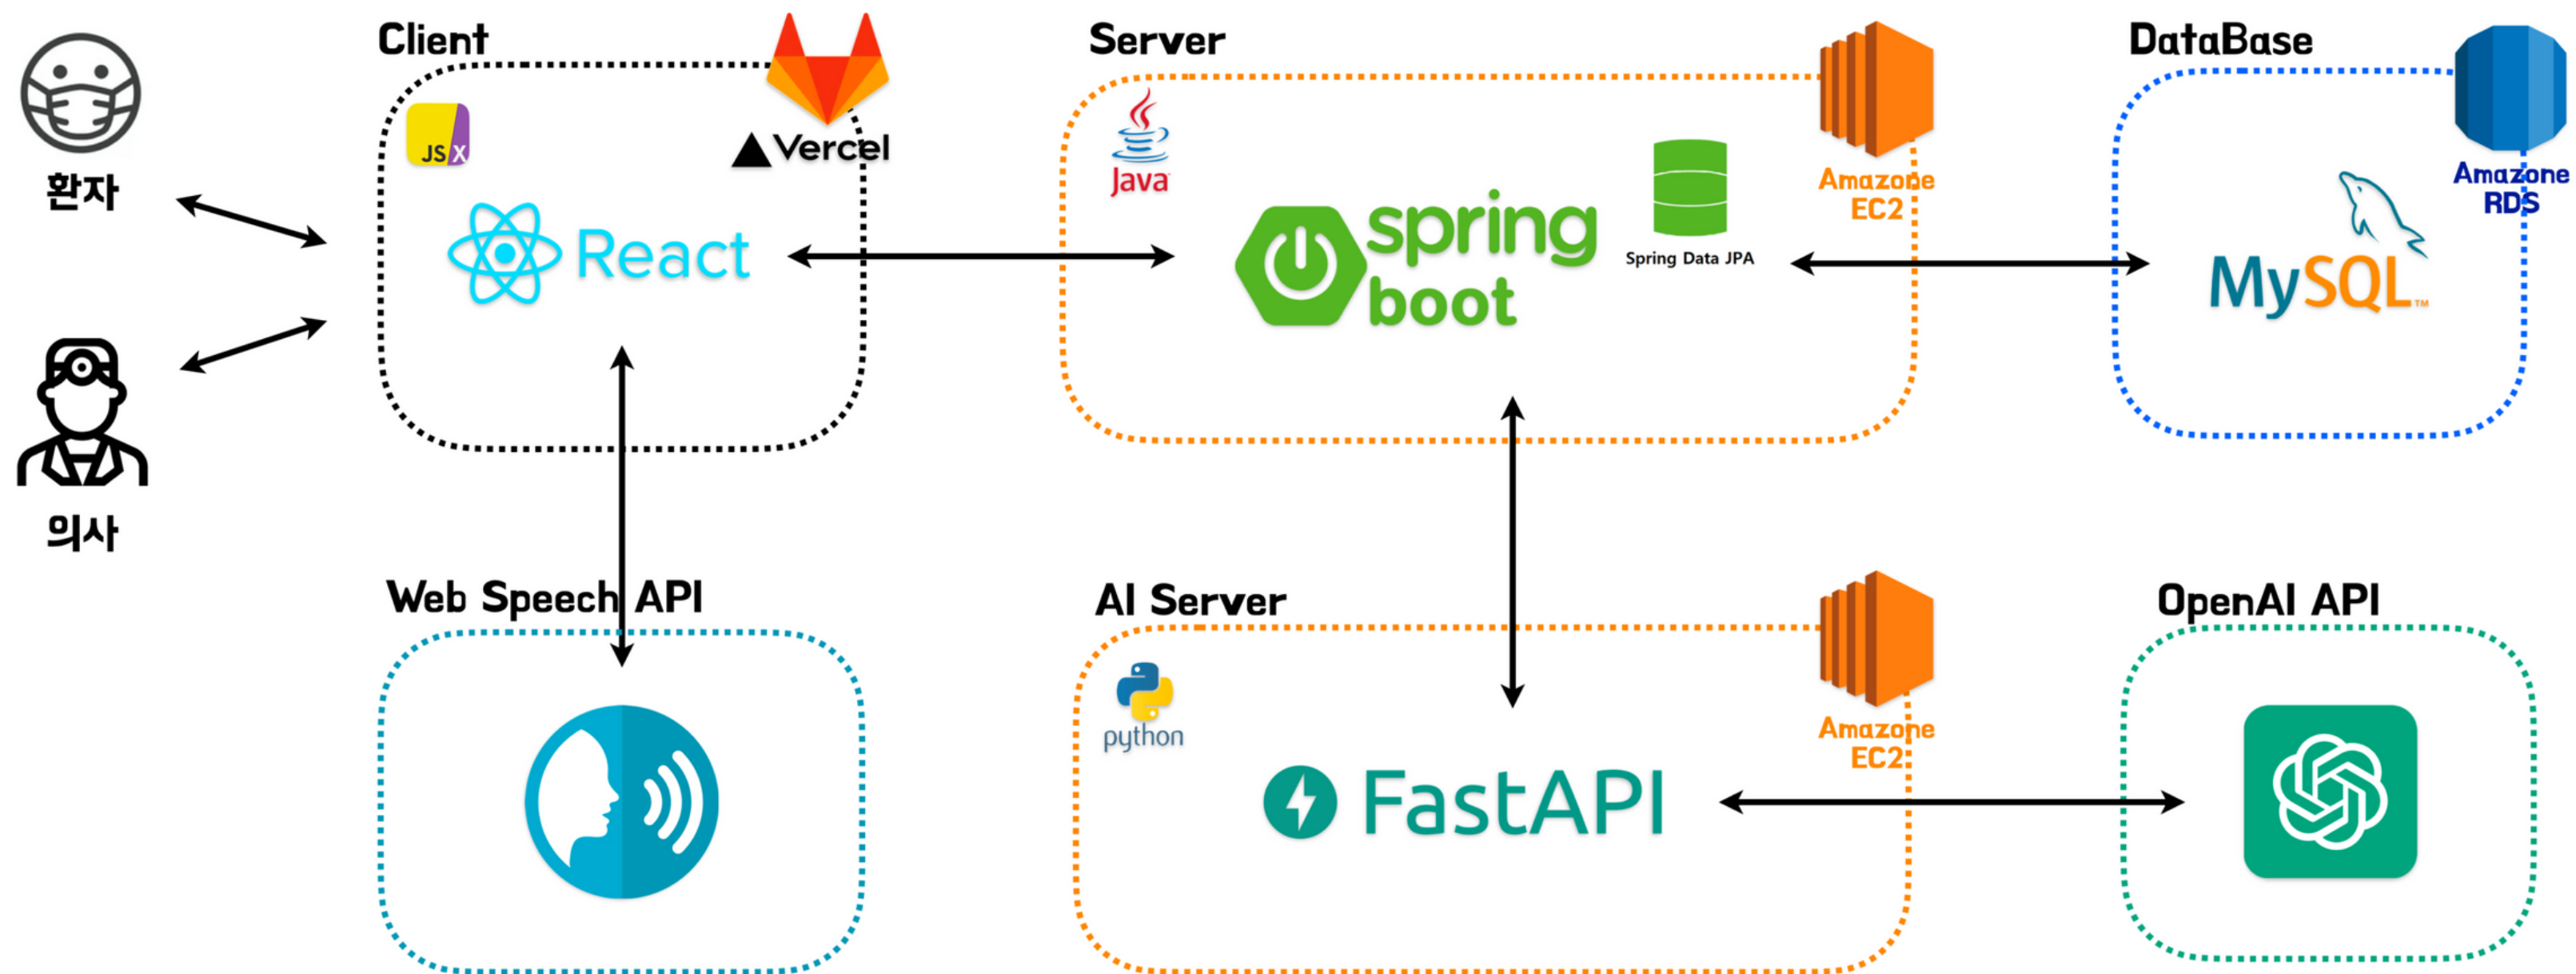 환자
의사
Client
JS X
Vercel
React
Server
Java
spring
boot
Spring Data JPA
Amazone
EC2
DataBase
Amazone
RDS
MySQL™
Web Speech API
AI Server
python
FastAPI
Amazone
EC2
OpenAI API